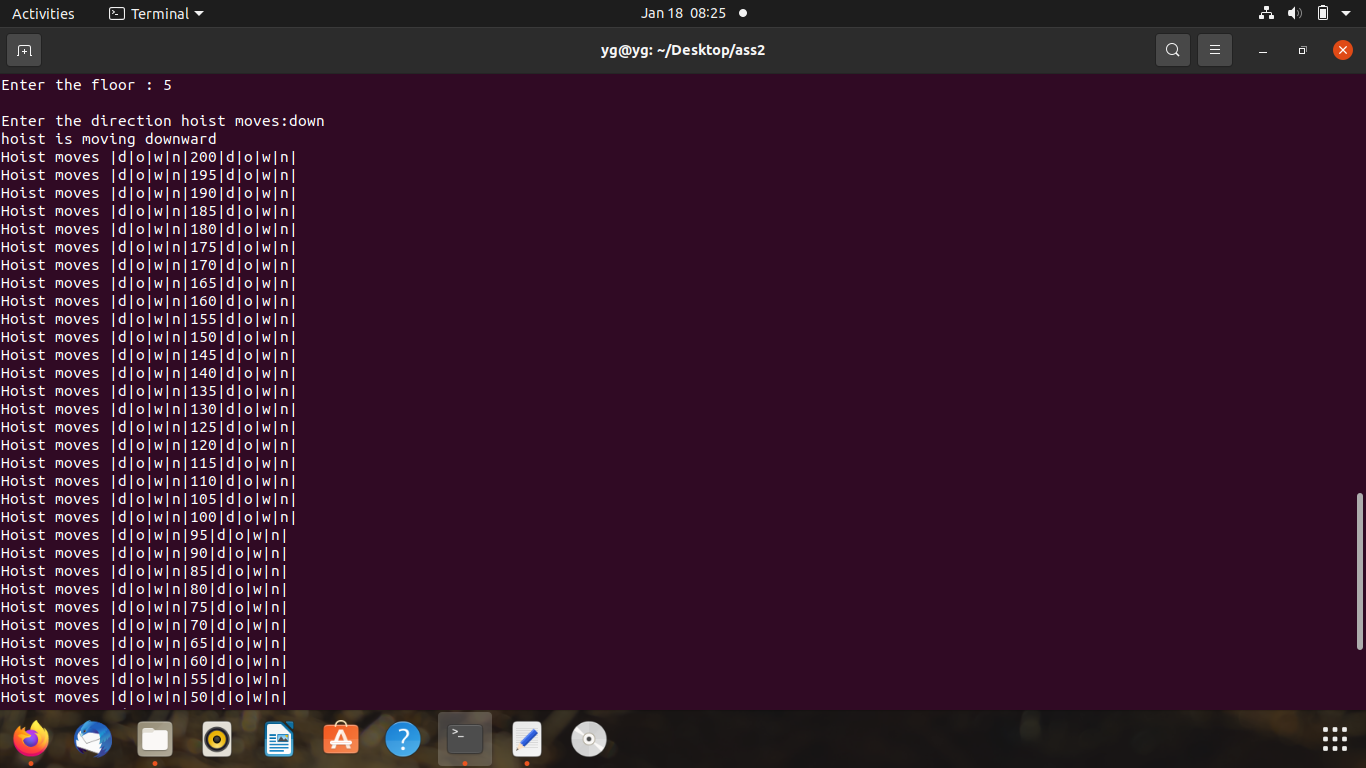 Activities Terminal Jan 18 08:25
yg@yg: ~/Desktop/ass2
Enter the floor : 5
Enter the direction hoist moves:down
hoist is moving downward
Hoist moves |d|o|w|n|200|d|o|w|n|
Hoist moves |d|o|w|n|195|d|o|w|n|
Hoist moves |d|o|w|n|190|d|o|w|n|
Hoist moves |d|o|w|n|185|d|o|w|n|
Hoist moves |d|o|w|n|180|d|o|w|n|
Hoist moves |d|o|w|n|175|d|o|w|n|
Hoist moves |d|o|w|n|170|d|o|w|n|
Hoist moves |d|o|w|n|165|d|o|w|n|
Hoist moves |d|o|w|n|160|d|o|w|n|
Hoist moves |d|o|w|n|155|d|o|w|n|
Hoist moves |d|o|w|n|150|d|o|w|n|
Hoist moves |d|o|w|n|145|d|o|w|n|
Hoist moves |d|o|w|n|140|d|o|w|n|
Hoist moves |d|o|w|n|135|d|o|w|n|
Hoist moves |d|o|w|n|130|d|o|w|n|
Hoist moves |d|o|w|n|125|d|o|w|n|
Hoist moves |d|o|w|n|120|d|o|w|n|
Hoist moves |d|o|w|n|115|d|o|w|n|
Hoist moves |d|o|w|n|110|d|o|w|n|
Hoist moves |d|o|w|n|105|d|o|w|n|
Hoist moves |d|o|w|n|100|d|o|w|n|
Hoist moves |d|o|w|n|95|d|o|w|n|
Hoist moves |d|o|w|n|90|d|o|w|n|
Hoist moves |d|o|w|n|85|d|o|w|n|
Hoist moves |d|o|w|n|80|d|o|w|n|
Hoist moves |d|o|w|n|75|d|o|w|n|
Hoist moves |d|o|w|n|70|d|o|w|n|
Hoist moves |d|o|w|n|65|d|o|w|n|
Hoist moves |d|o|w|n|60|d|o|w|n|
Hoist moves |d|o|w|n|55|d|o|w|n|
Hoist moves |d|o|w|n|50|d|o|w|n|